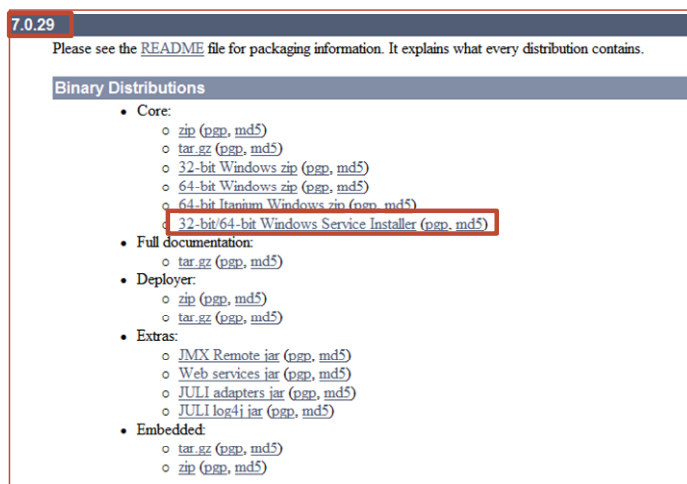 7.0.29
Please see the README file for packaging information. It explains what every distribution contains.
Binary Distributions
• Core:
o zip (pgp, md5)
o tar.gz (pgp, md5)
o 32-bit Windows zip (pgp, md5)
o 64-bit Windows zip (pgp, md5)
o 64-bit Itanium Windows zip (pgp, md5)
o 32-bit/64-bit Windows Service Installer (pgp, md5)
• Full documentation:
o tar.gz (pgp, md5)
• Deployer:
o zip (pgp, md5)
o tar.gz (pgp, md5)
• Extras:
o JMX Remote jar (pgp, md5)
o Web services jar (pgp, md5)
o JULI adapters jar (pgp, md5)
o JULI log4j jar (pgp, md5)
• Embedded:
o tar.gz (pgp, md5)
o zip (pgp, md5)